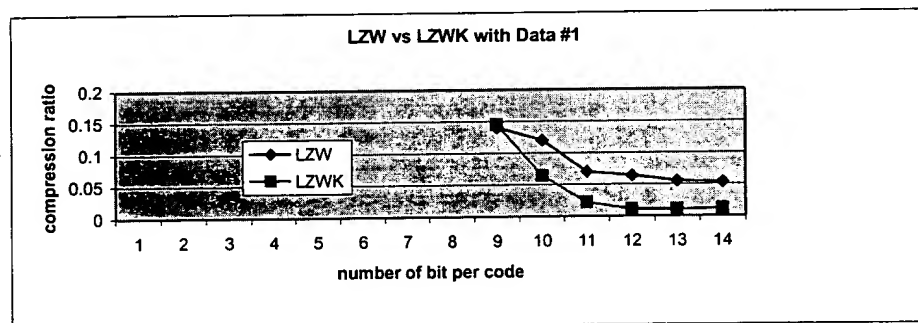 LZW vs LZWK with Data #1
compression ratio
0.2
0.15
0.1
0.05
0
LZW
LZWK
1 2 3 4 5 6 7 8 9 10 11 12 13 14
number of bit per code